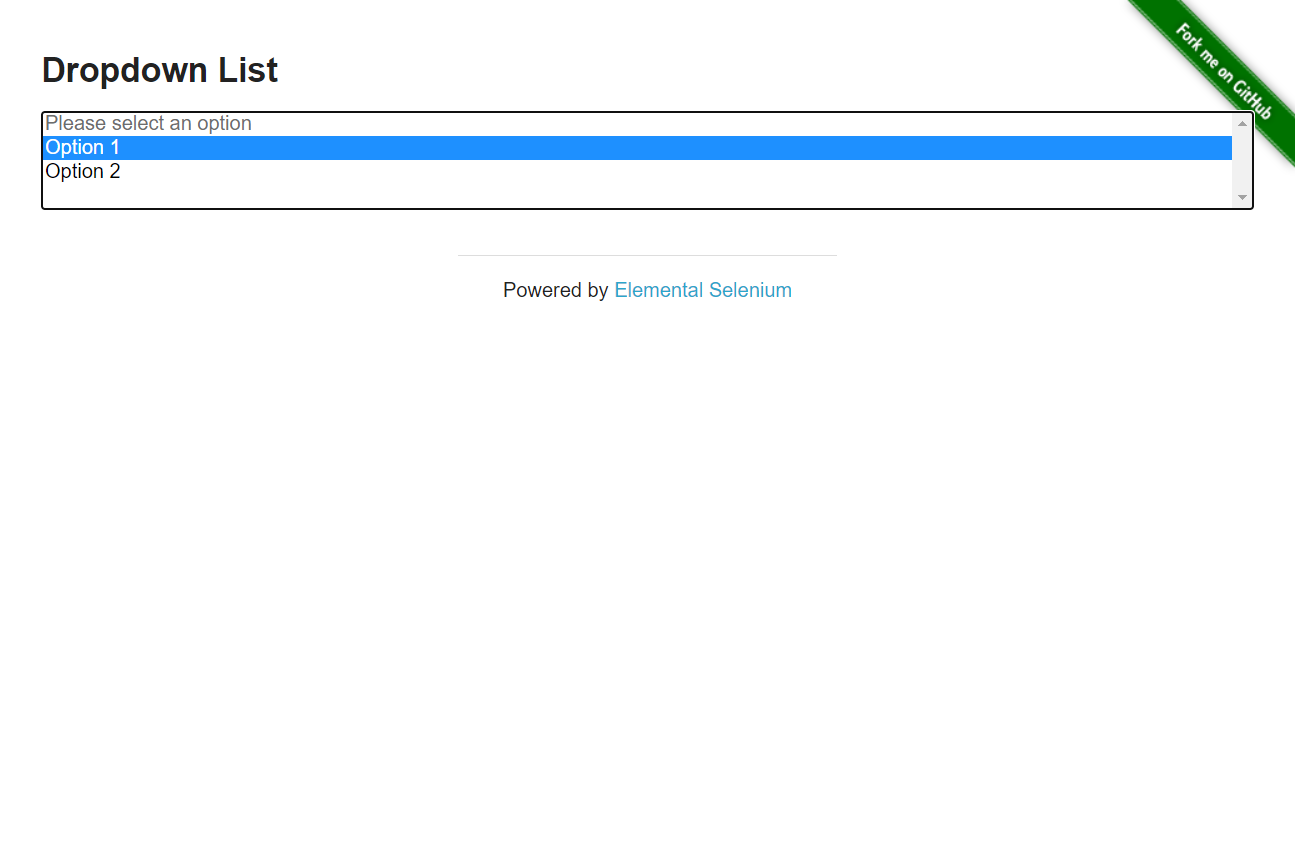 Fork me on GitHub
Dropdown List
Please select an option
Option 1
Option 2
Powered by Elemental Selenium